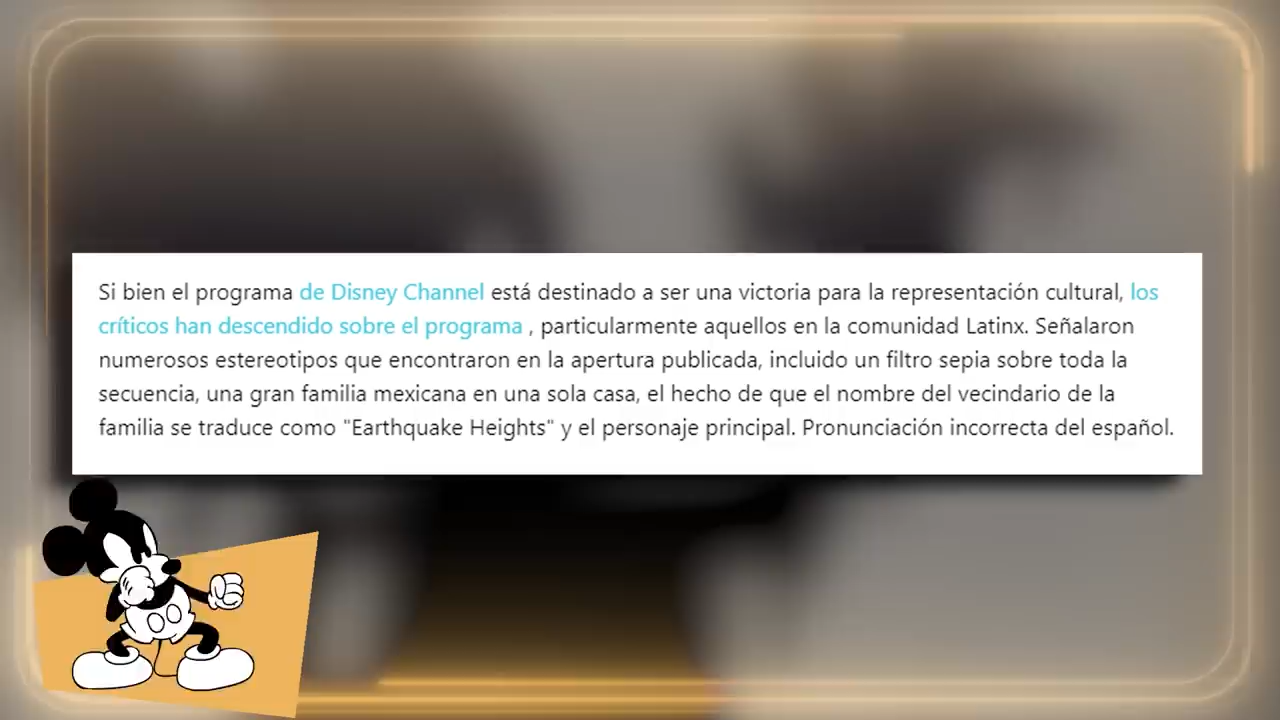 Si bien el programa de Disney Channel está destinado a ser una victoria para la representación cultural, los
críticos han descendido sobre el programa , particularmente aquellos en la comunidad Latinx. Señalaron
numerosos estereotipos que encontraron en la apertura publicada, incluido un filtro sepia sobre toda la
secuencia, una gran familia mexicana en una sola casa, el hecho de que el nombre del vecindario de la
familia se traduce como "Earthquake Heights" y el personaje principal. Pronunciación incorrecta del español.